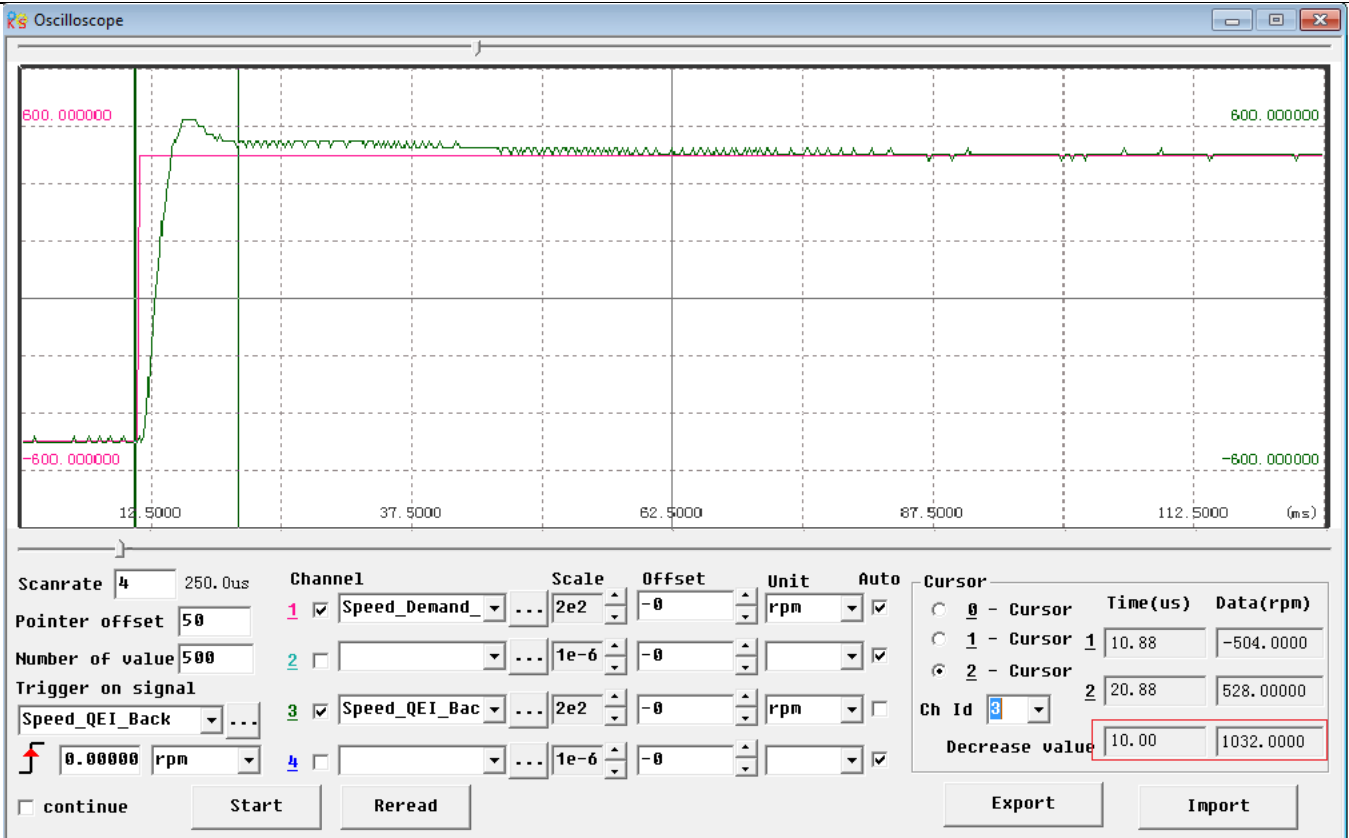 Oscilloscope
600.000000 600.000000
-600.000000 -600.000000
12.5000 37.5000 62.5000 87.5000 112.5000 (ms)
Scanrate 4 250.0us
Pointer offset 50
Number of value 500
Trigger on signal
Speed_QEI_Back ...
0.00000 rpm
continue Start Reread
Channel Scale Offset Unit Auto
1 Speed_Demand_ ... 2e2 -0 rpm
2 ... 1e-6 -0
3 Speed_QEI_Bac ... 2e2 -0 rpm
4 ... 1e-6 -0
Cursor
0 - Cursor Time(us) Data(rpm)
1 - Cursor 1 10.88 -504.0000
2 - Cursor
2 20.88 528.00000
Ch Id 3
Decrease value 10.00 1032.0000
Export Import